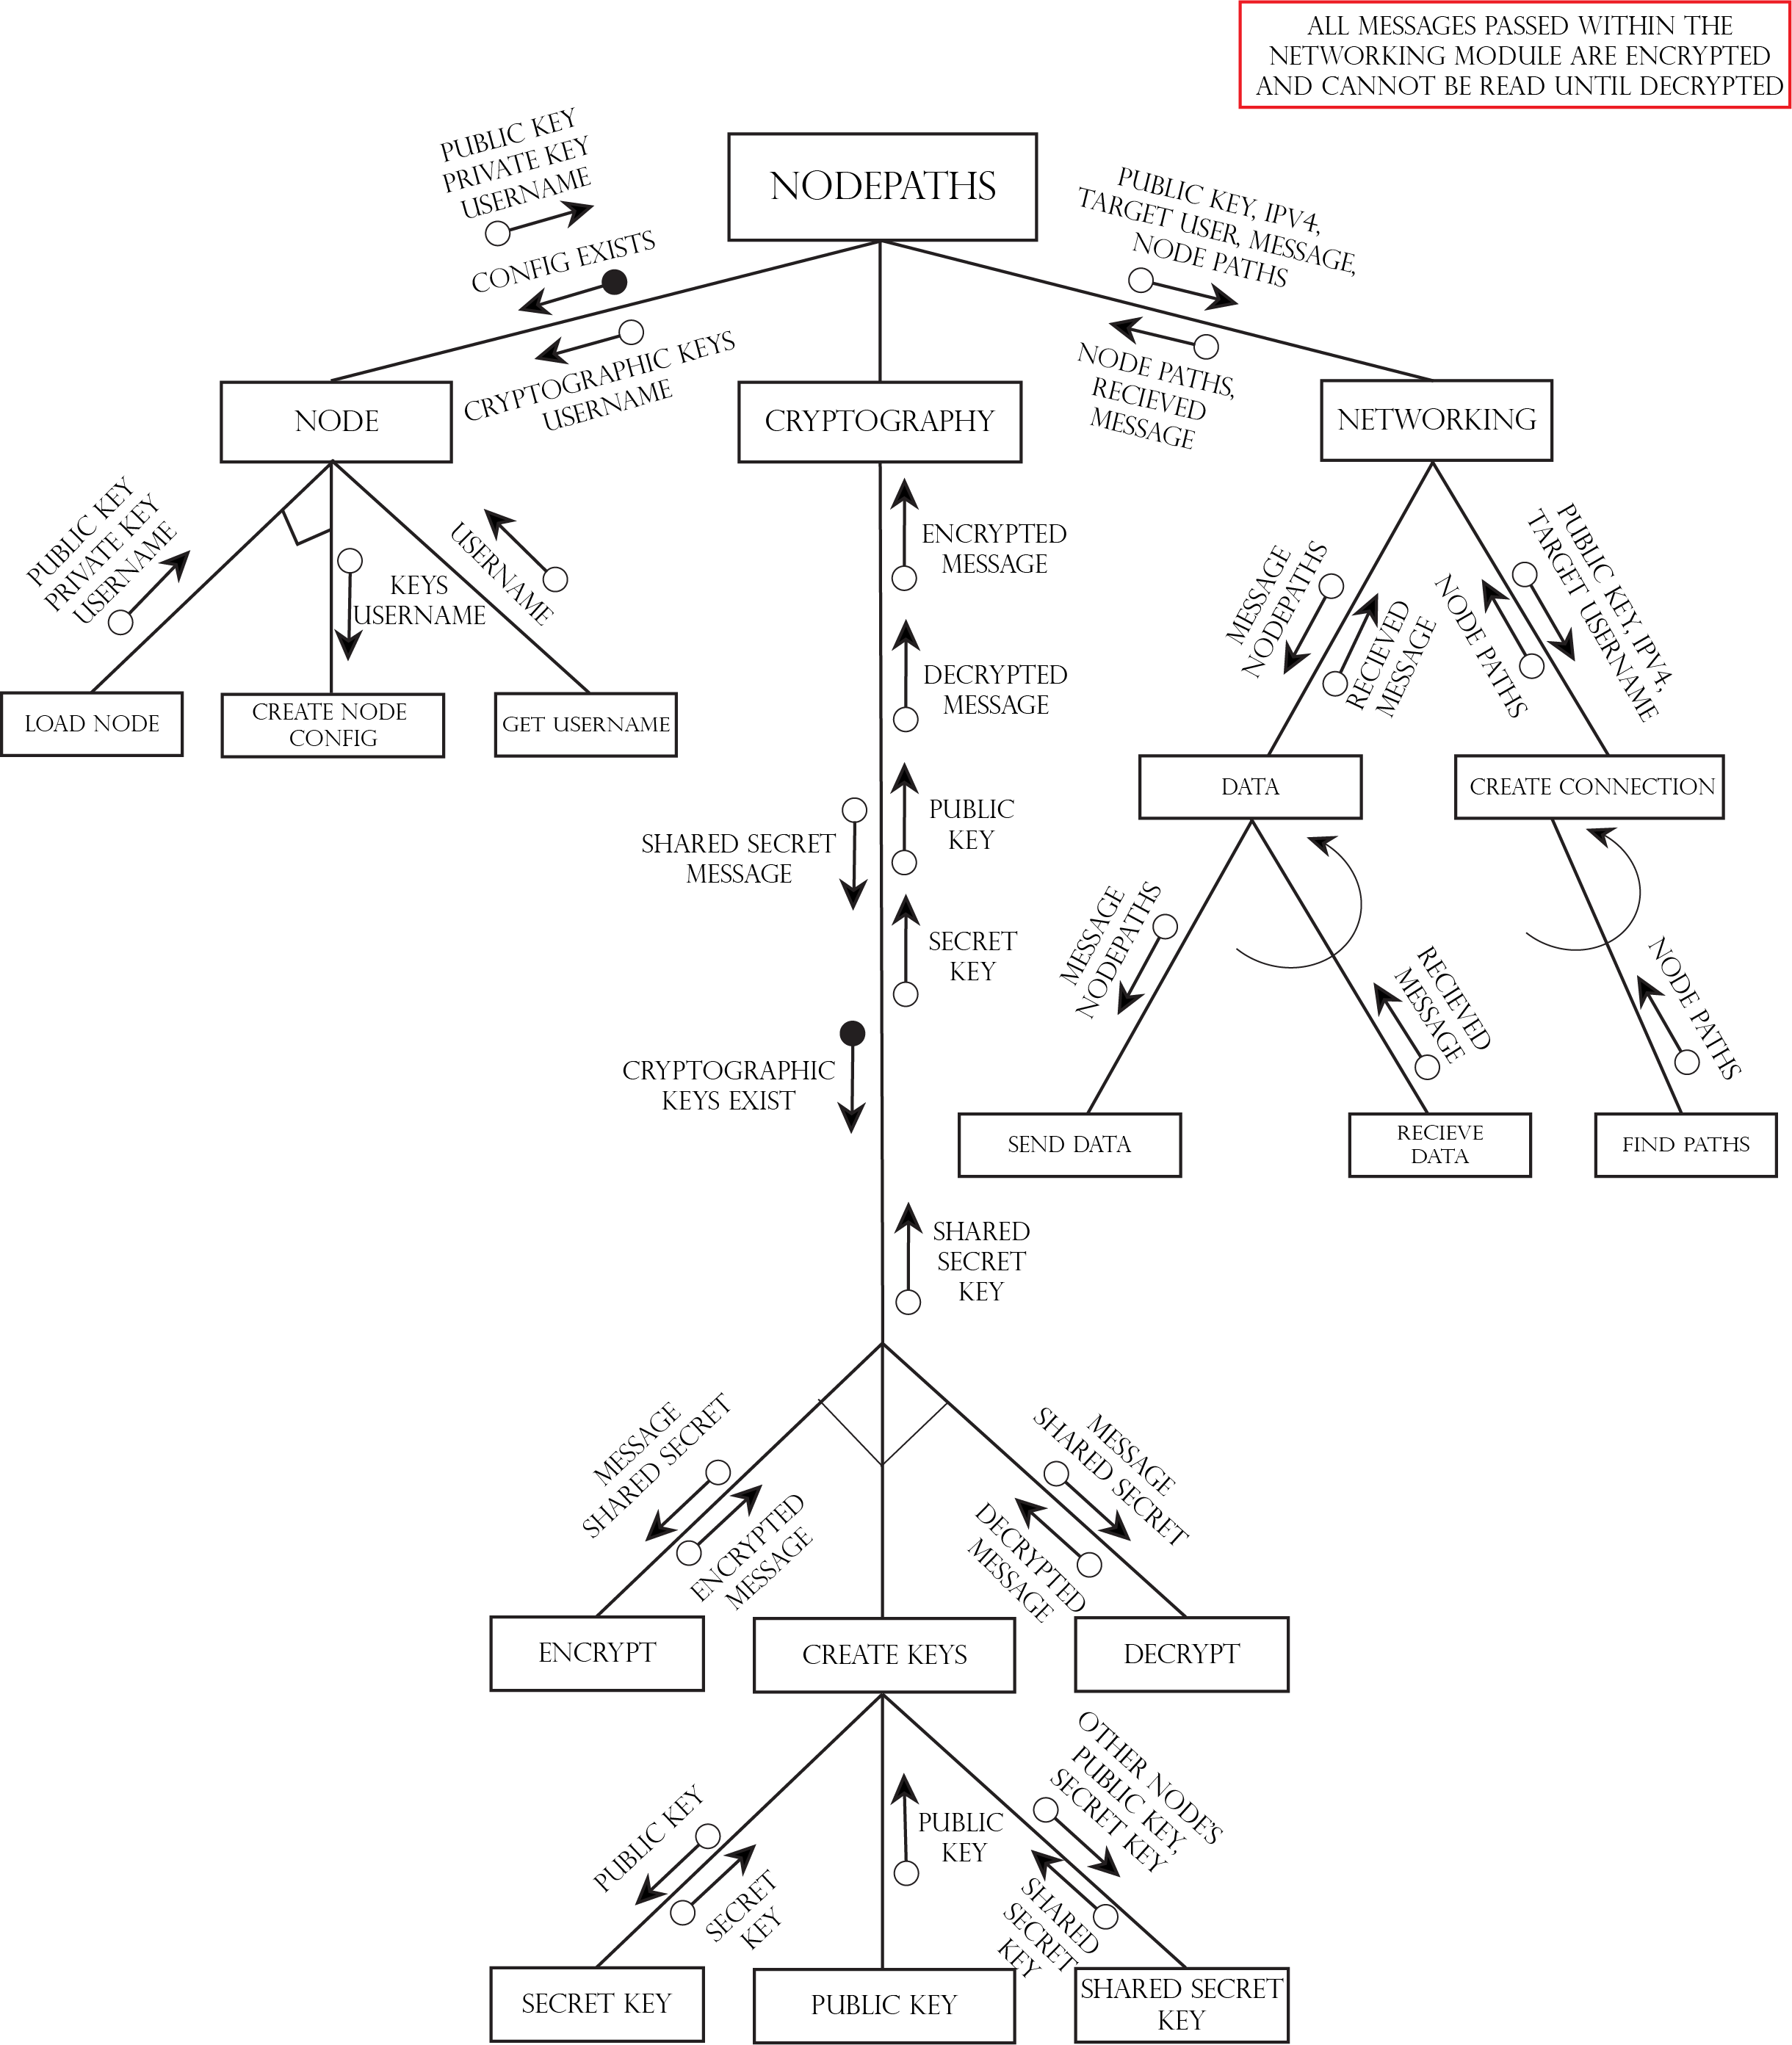 ALL MESSAGES PASSED WITHIN THE
NETWORKING MODULE ARE ENCRYPTED
AND CANNOT BE READ UNTIL DECRYPTED
PUBLIC KEY
PRIVATE KEY
USERNAME
NODEPATHS
PUBLIC KEY, IPV4,
TARGET USER, MESSAGE,
NODE PATHS
CONFIG EXISTS
CRYPTOGRAPHIC KEYS
USERNAME
NODE PATHS,
RECIEVED
MESSAGE
NODE
CRYPTOGRAPHY
NETWORKING
PUBLIC KEY
PRIVATE KEY
USERNAME
KEYS
USERNAME
USERNAME
ENCRYPTED
MESSAGE
MESSAGE
NODEPATHS
RECIEVED
MESSAGE
NODE PATHS
PUBLIC KEY, IPV4,
TARGET USERNAME
DECRYPTED
MESSAGE
LOAD NODE
CREATE NODE
CONFIG
GET USERNAME
DATA
CREATE CONNECTION
PUBLIC
KEY
SHARED SECRET
MESSAGE
SECRET
KEY
MESSAGE
NODEPATHS
RECIEVED
MESSAGE
NODE PATHS
CRYPTOGRAPHIC
KEYS EXIST
SEND DATA
RECIEVE
DATA
FIND PATHS
SHARED
SECRET
KEY
MESSAGE
SHARED SECRET
ENCRYPTED
MESSAGE
MESSAGE
SHARED SECRET
DECRYPTED
MESSAGE
ENCRYPT
CREATE KEYS
DECRYPT
PUBLIC KEY
SECRET
KEY
PUBLIC
KEY
OTHER NODE'S
PUBLIC KEY,
SECRET KEY
SHARED
SECRET
KEY
SECRET KEY
PUBLIC KEY
SHARED SECRET
KEY